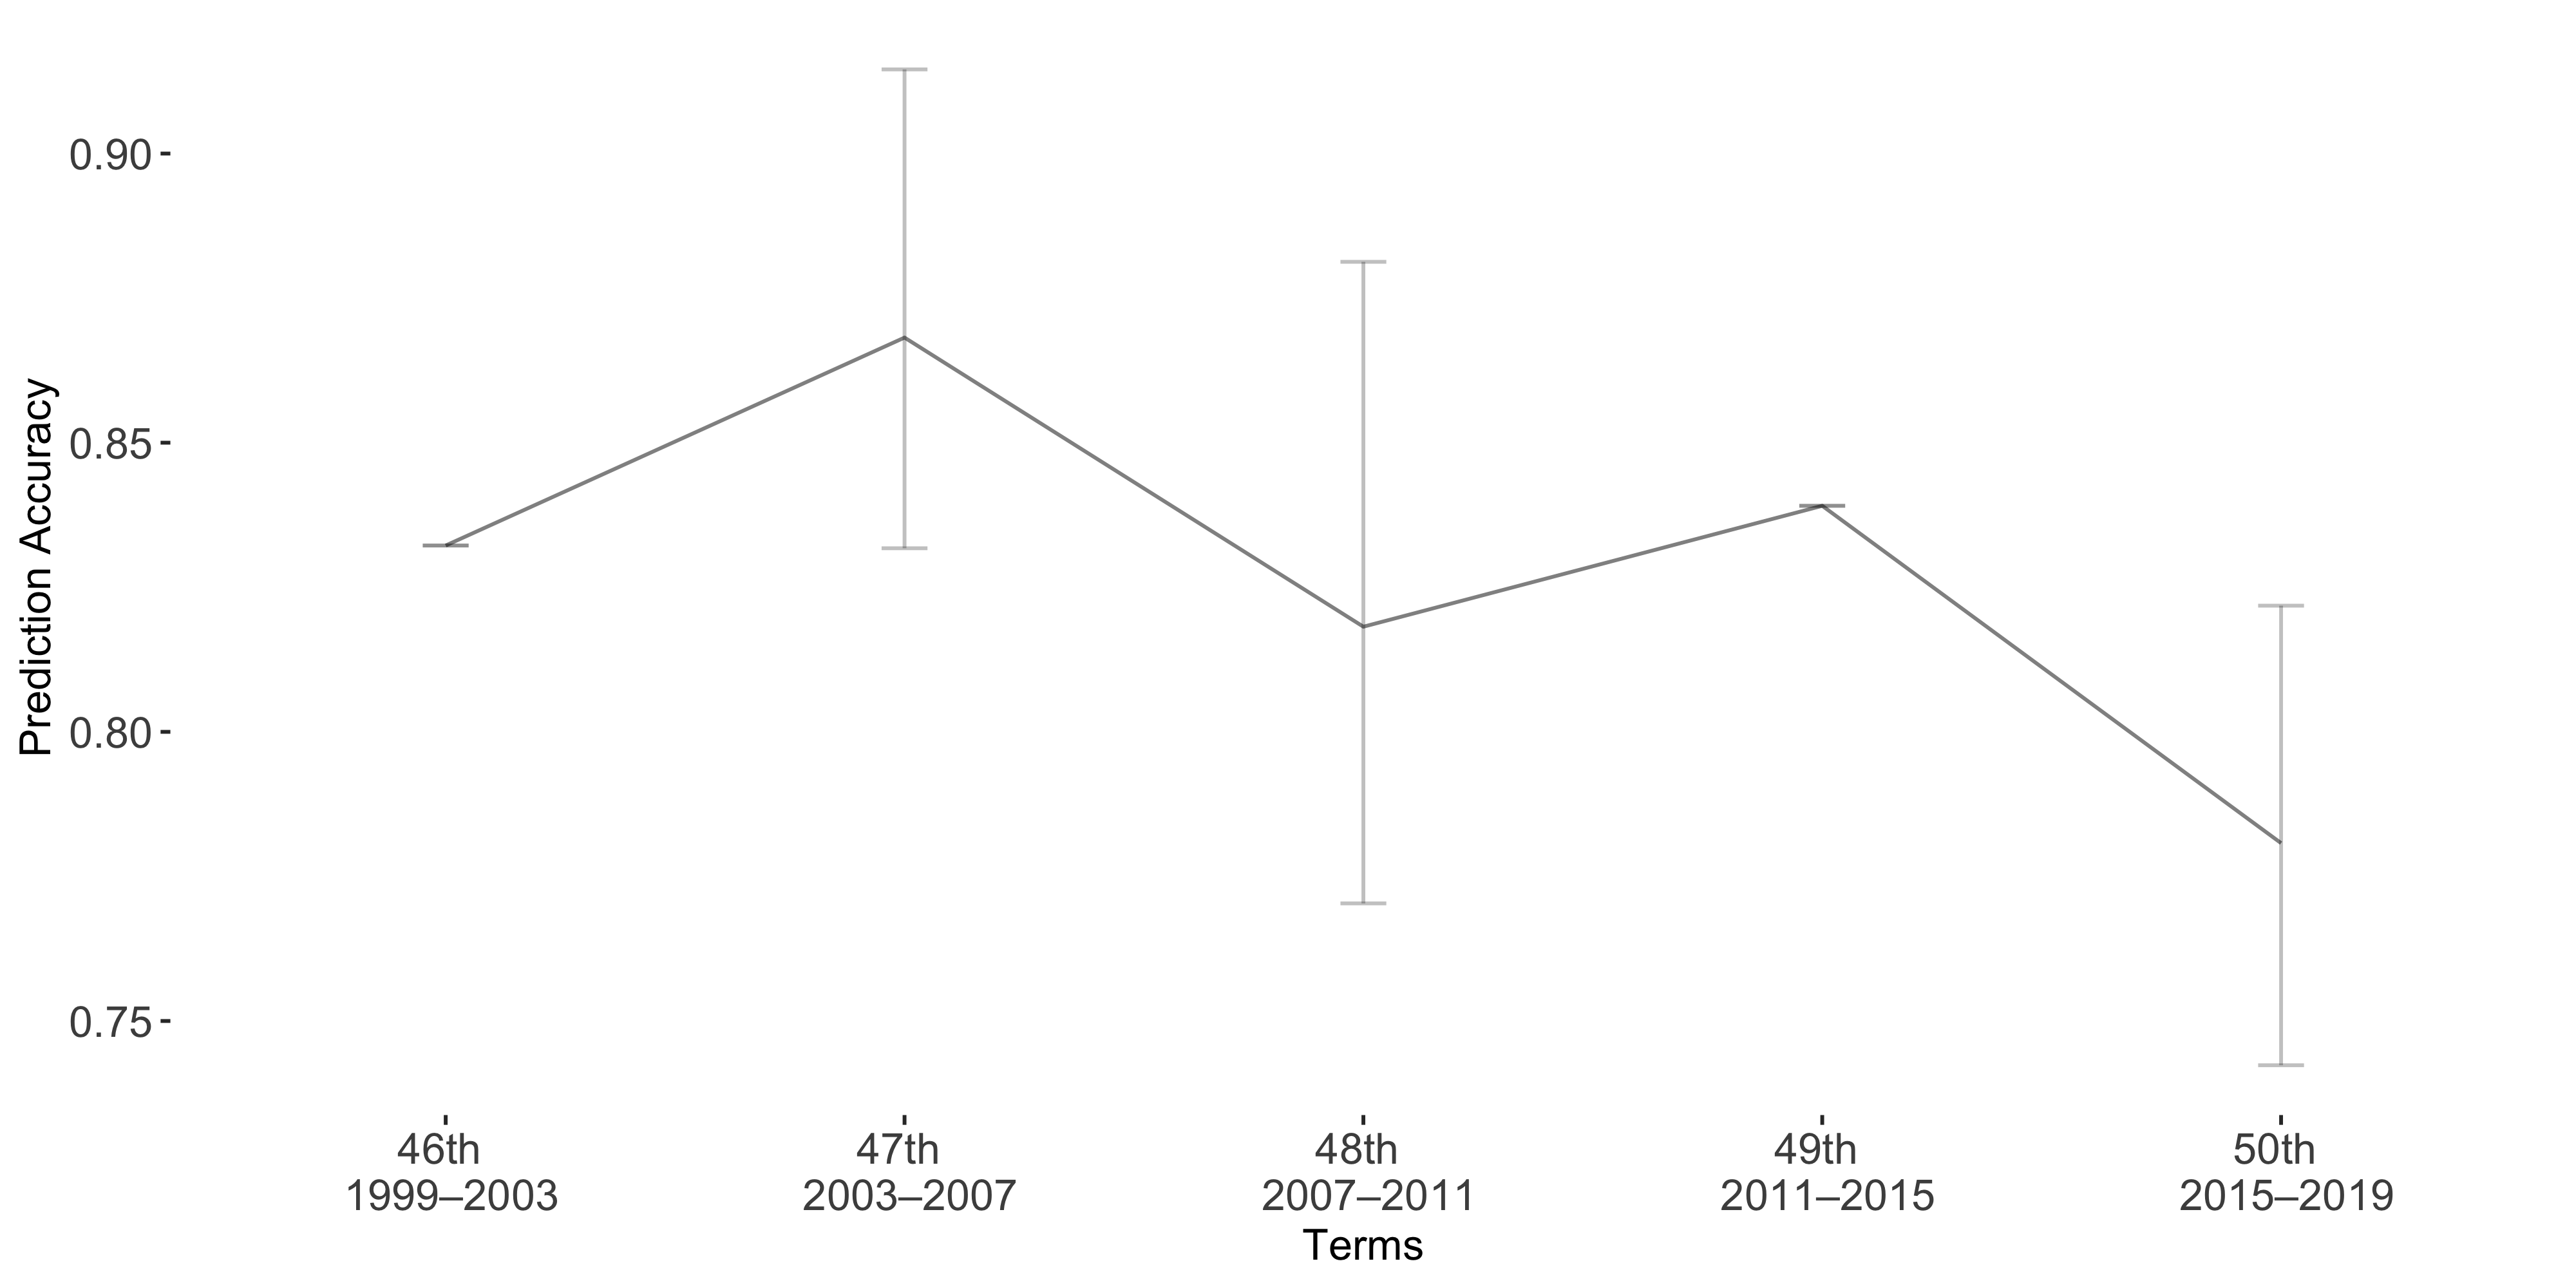 Prediction Accuracy
0.90
0.85
0.80
0.75
46th
1999–2003
47th
2003–2007
48th
2007–2011
49th
2011–2015
50th
2015–2019
Terms